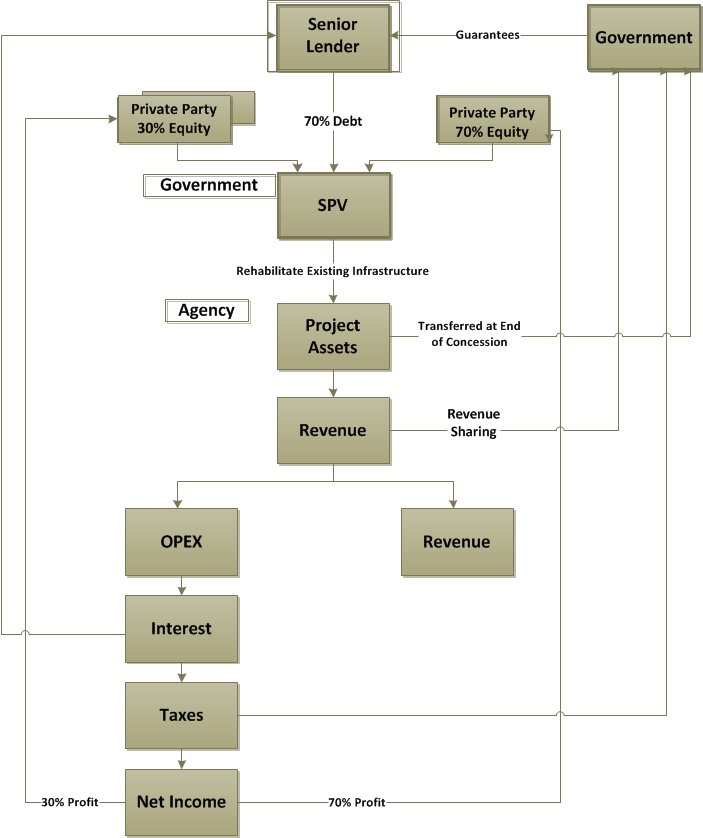 Senior
Lender
Guarantees
Government
Private Party
30% Equity
70% Debt
Private Party
70% Equity
Government
SPV
Rehabilitate Existing Infrastructure
Agency
Project
Assets
Transferred at End
of Concession
Revenue
Revenue
Sharing
OPEX
Revenue
Interest
Taxes
30% Profit
Net Income
70% Profit